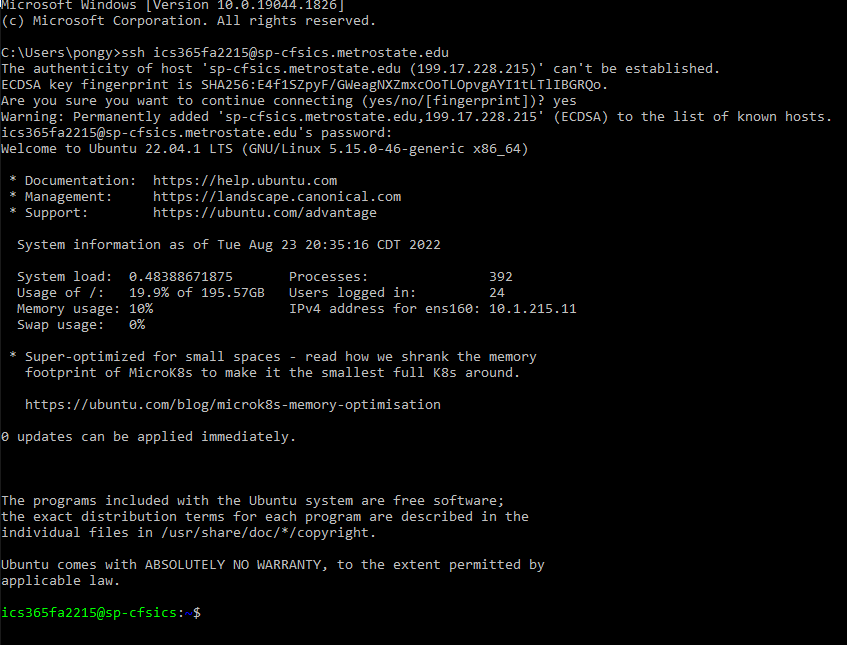 Microsoft Windows [Version 10.0.19044.1826]
(c) Microsoft Corporation. All rights reserved.
C:\Users\pongy>ssh ics365fa2215@sp-cfsics.metrostate.edu
The authenticity of host 'sp-cfsics.metrostate.edu (199.17.228.215)' can't be established.
ECDSA key fingerprint is SHA256:E4f1SZpyF/GWeagNXZmxcOoTLOpvgAYI1tLTlIBGRQo.
Are you sure you want to continue connecting (yes/no/[fingerprint])? yes
Warning: Permanently added 'sp-cfsics.metrostate.edu,199.17.228.215' (ECDSA) to the list of known hosts.
ics365fa2215@sp-cfsics.metrostate.edu's password:
Welcome to Ubuntu 22.04.1 LTS (GNU/Linux 5.15.0-46-generic x86_64)
* Documentation:  https://help.ubuntu.com
* Management:     https://landscape.canonical.com
* Support:        https://ubuntu.com/advantage
System information as of Tue Aug 23 20:35:16 CDT 2022
System load:  0.48388671875       Processes:               392
Usage of /:   19.9% of 195.57GB   Users logged in:         24
Memory usage: 10%                 IPv4 address for ens160: 10.1.215.11
Swap usage:   0%
* Super-optimized for small spaces - read how we shrank the memory
footprint of MicroK8s to make it the smallest full K8s around.
https://ubuntu.com/blog/microk8s-memory-optimisation
0 updates can be applied immediately.
The programs included with the Ubuntu system are free software;
the exact distribution terms for each program are described in the
individual files in /usr/share/doc/*/copyright.
Ubuntu comes with ABSOLUTELY NO WARRANTY, to the extent permitted by
applicable law.
ics365fa2215@sp-cfsics:~$